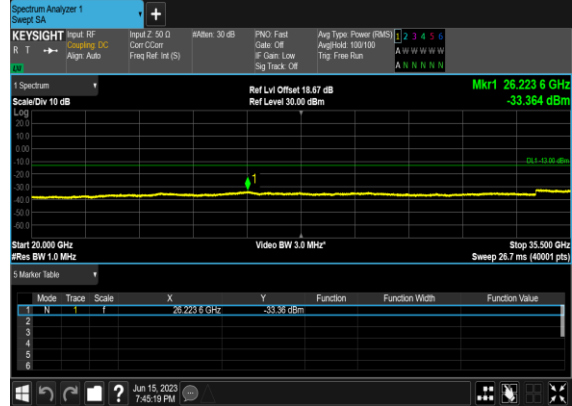 Spectrum Analyzer 1
Swept SA
+
KEYSIGHT Input: RF Input Z: 50 Ω #Atten: 30 dB PNO: Fast Avg Type: Power (RMS) 1 2 3 4 5 6
R T Coupling: DC Corr CCorr Gate: Off Avg|Hold: 100/100 A W W W W W
Align: Auto Freq Ref: Int (S) IF Gain: Low Trig: Free Run
Sig Track: Off A N N N N N
1 Spectrum Ref Lvl Offset 18.67 dB Mkr1 26.223 6 GHz
Scale/Div 10 dB Ref Level 30.00 dBm -33.364 dBm
Log
20.0
10.0
0.00
-10.0
DL1 -13.00 dBm
-20.0
1
-30.0
-40.0
-50.0
-60.0
Start 20.000 GHz Video BW 3.0 MHz* Stop 35.500 GHz
#Res BW 1.0 MHz Sweep 26.7 ms (40001 pts)
5 Marker Table
Mode Trace Scale X Y Function Function Width Function Value
1 N 1 f 26.223 6 GHz -33.36 dBm
2
3
4
5
6
? Jun 15, 2023
7:45:19 PM